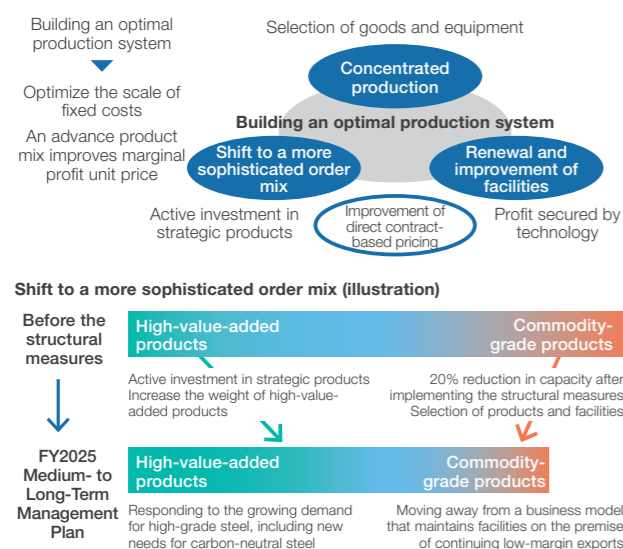 Building an optimal
production system
Optimize the scale of
fixed costs
An advance product
mix improves marginal
profit unit price
Selection of goods and equipment
Concentrated
production
Building an optimal production system
Shift to a more
sophisticated order
mix
Renewal and
improvement of
facilities
Active investment in
strategic products
Improvement of
direct contract-
based pricing
Profit secured by
technology
Shift to a more sophisticated order mix (illustration)
Before the
structural
measures
High-value-added
products
Commodity-
grade products
Active investment in strategic products
Increase the weight of high-value-
added products
20% reduction in capacity after
implementing the structural measures
Selection of products and facilities
FY2025
Medium- to
Long-Term
Management
Plan
High-value-added
products
Commodity-
grade products
Responding to the growing demand
for high-grade steel, including new
needs for carbon-neutral steel
Moving away from a business model
that maintains facilities on the premise
of continuing low-margin exports